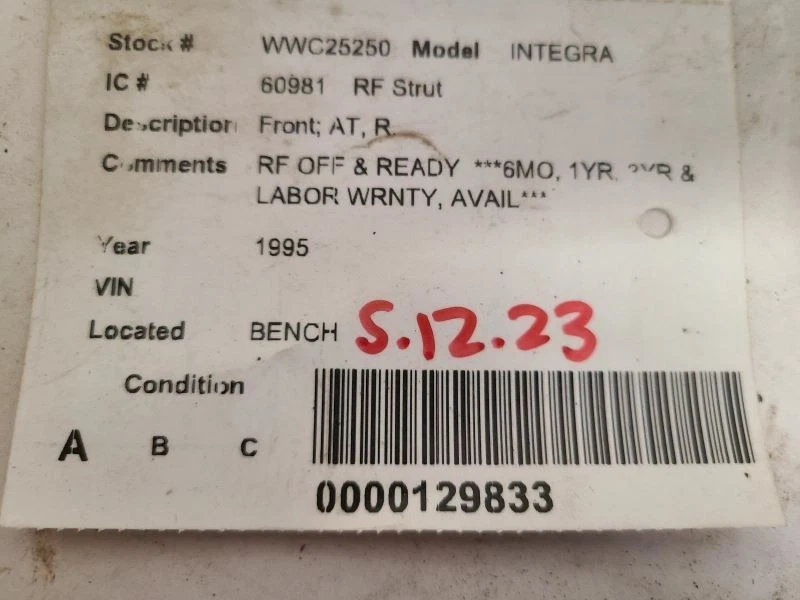 Stock # WWC25250 Model INTEGRA
IC # 60981 RF Strut
Description Front; AT, R.
Comments RF OFF & READY ***6MO, 1YR, 2YR &
LABOR WRNTY, AVAIL***
Year 1995
VIN
Located BENCH 5.12.23
Condition
A B C
0000129833